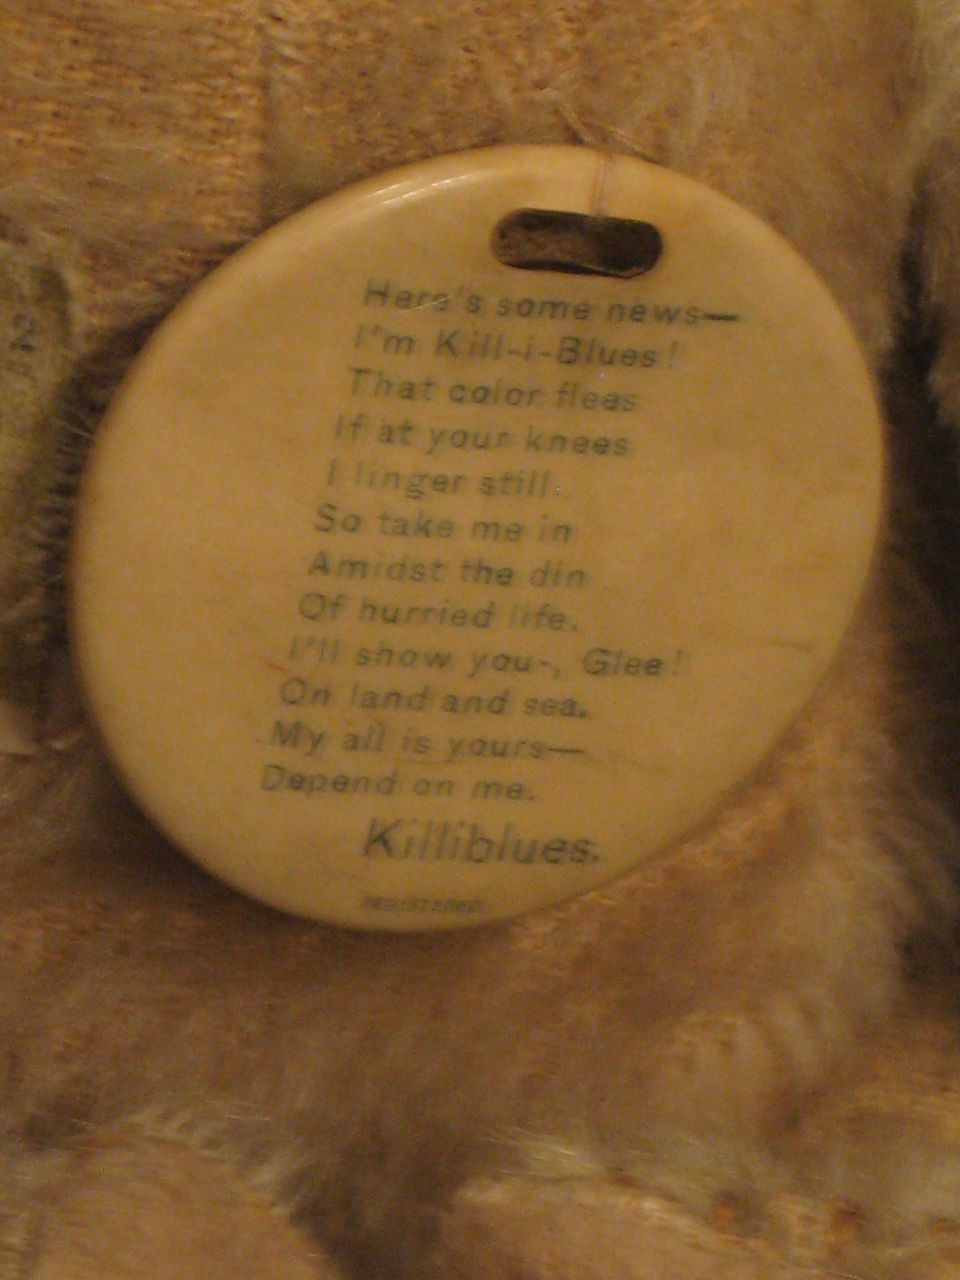 Here's some news—
I'm Kill-i-Blues!
That color flees
If at your knees
I linger still.
So take me in
Amidst the din
Of hurried life.
I'll show you-, Glee!
On land and sea.
My all is yours—
Depend on me.
Killiblues.
REGISTERED